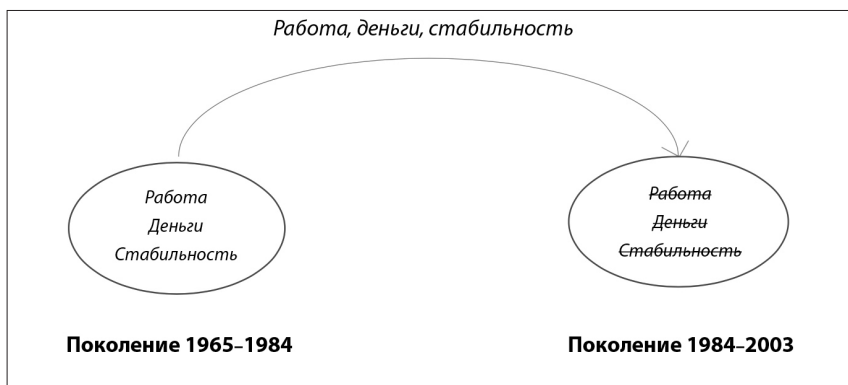 Работа, деньги, стабильность
Работа
Деньги
Стабильность
Работа
Деньги
Стабильность
Поколение 1965–1984
Поколение 1984–2003